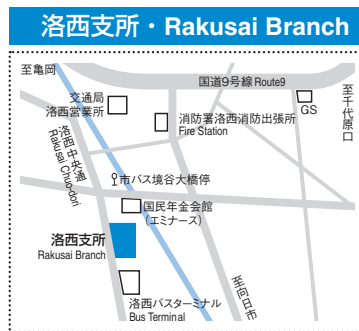 洛西支所・Rakusai Branch
至亀岡
国道9号線 Route9
交通局
洛西営業所
至千代原口
GS
消防署洛西消防出張所
Fire Station
洛西中央通
Rakusai Chuo-dori
市バス境谷大橋停
国民年金会館
(エミナース)
洛西支所
Rakusai Branch
至向日市
洛西バスターミナル
Bus Terminal